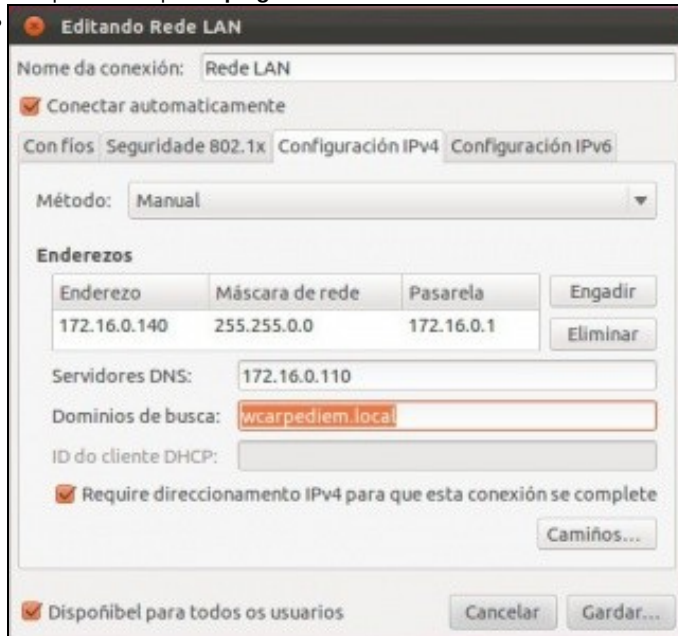 Editando Rede LAN
Nome da conexión: Rede LAN
Conectar automaticamente
Con fíos Seguridade 802.1x Configuración IPv4 Configuración IPv6
Método: Manual
Enderezos
Enderezo Máscara de rede Pasarela Engadir
172.16.0.140 255.255.0.0 172.16.0.1 Eliminar
Servidores DNS: 172.16.0.110
Dominios de busca: wcarpediem.local
ID do cliente DHCP:
Require direccionamento IPv4 para que esta conexión se complete
Camiños...
Dispoñibel para todos os usuarios Cancelar Gardar...